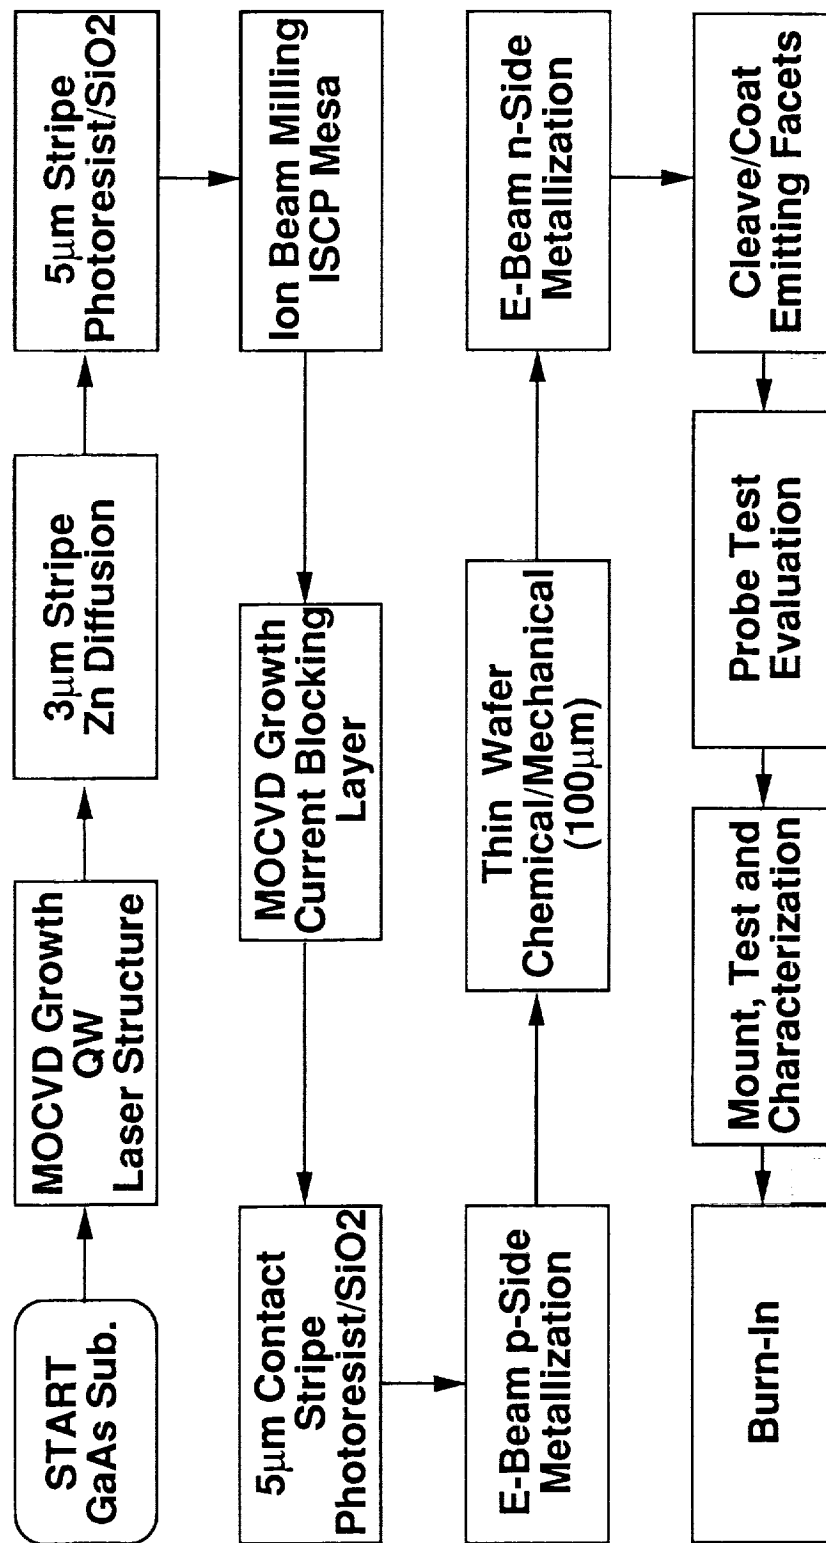 START
GaAs Sub.
MOCVD Growth
QW
Laser Structure
3μm Stripe
Zn Diffusion
5μm Stripe
Photoresist/SiO2
Ion Beam Milling
ISCP Mesa
MOCVD Growth
Current Blocking
Layer
5μm Contact
Stripe
Photoresist/SiO2
E-Beam p-Side
Metallization
Thin Wafer
Chemical/Mechanical
(100μm)
E-Beam n-Side
Metallization
Cleave/Coat
Emitting Facets
Probe Test
Evaluation
Mount, Test and
Characterization
Burn-In